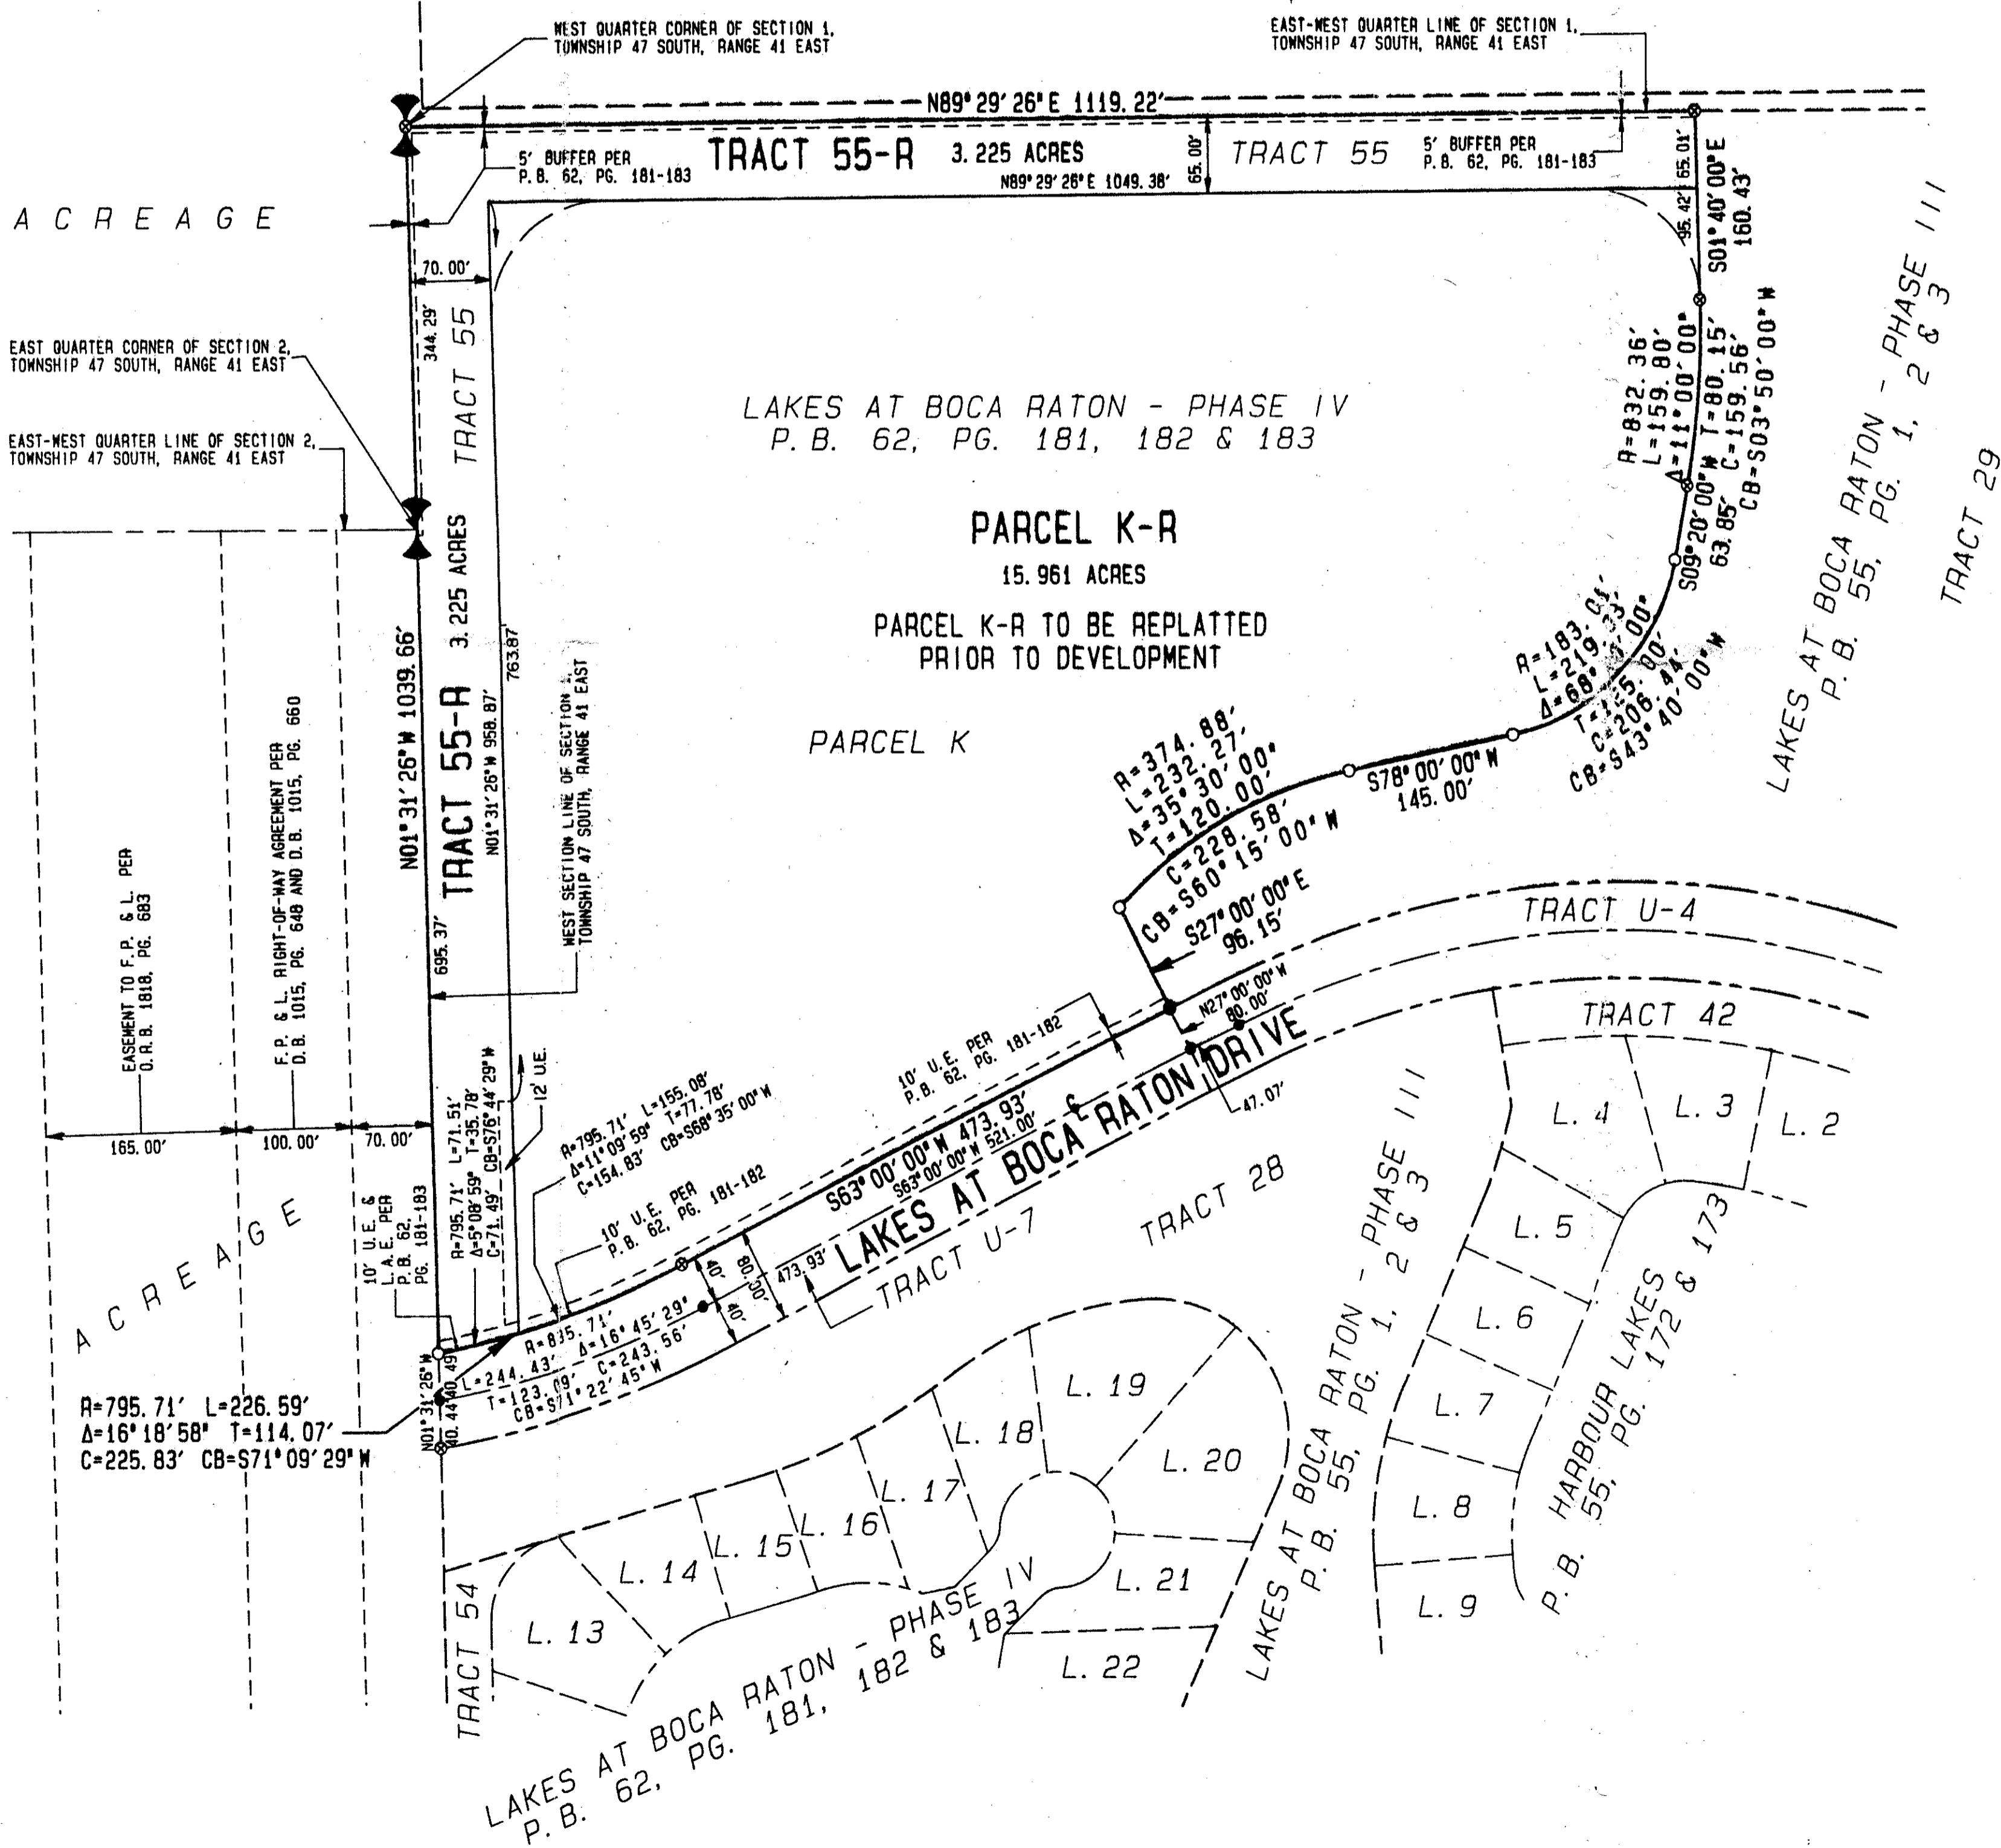 WEST QUARTER CORNER OF SECTION 1,
TOWNSHIP 47 SOUTH, RANGE 41 EAST
EAST-WEST QUARTER LINE OF SECTION 1,
TOWNSHIP 47 SOUTH, RANGE 41 EAST
N89°29'26"E 1119.22'
5' BUFFER PER
P.B. 62, PG. 181-183
TRACT 55-R 3.225 ACRES
N89°29'26"E 1049.38'
65.00'
TRACT 55
5' BUFFER PER
P.B. 62, PG. 181-183
65.01'
95.42'
S01°40'00"E
160.43'
ACREAGE
70.00'
344.29'
TRACT 55
EAST QUARTER CORNER OF SECTION 2,
TOWNSHIP 47 SOUTH, RANGE 41 EAST
EAST-WEST QUARTER LINE OF SECTION 2,
TOWNSHIP 47 SOUTH, RANGE 41 EAST
LAKES AT BOCA RATON - PHASE IV
P.B. 62, PG. 181, 182 & 183
PARCEL K-R
15.961 ACRES
PARCEL K-R TO BE REPLATTED
PRIOR TO DEVELOPMENT
PARCEL K
R=832.36'
L=159.80'
Δ=11°00'00"
T=80.15'
C=159.56'
CB=S03°50'00"W
S09°20'00"W
63.85'
LAKES AT BOCA RATON - PHASE III
P.B. 55, PG. 1, 2 & 3
TRACT 29
R=183.
L=219.
Δ=68°
T= .00'
C=206.44'
CB=S43°40'00"W
S78°00'00"W
145.00'
R=374.88'
L=232.27'
Δ=35°30'00"
T=120.00'
C=228.58'
CB=S60°15'00"W
S27°00'00"E
96.15'
N01°31'26"W 1039.66'
TRACT 55-R 3.225 ACRES
N01°31'26"W 958.87'
763.87'
695.37'
WEST SECTION LINE OF SECTION
TOWNSHIP 47 SOUTH, RANGE 41 EAST
EASEMENT TO F.P. & L. PER
O.R.B. 1818, PG. 683
F.P. & L. RIGHT-OF-WAY AGREEMENT PER
D.B. 1015, PG. 648 AND D.B. 1015, PG. 660
165.00'
100.00'
70.00'
ACREAGE
10' U.E. &
L.A.E. PER
P.B. 62,
PG. 181-183
R=795.71' L=71.51'
Δ=5°08'59" T=35.78'
C=71.49' CB=S76°44'29"W
12' U.E.
R=795.71' L=155.08'
Δ=11°09'59" T=77.78'
C=154.83' CB=S68°35'00"W
10' U.E. PER
P.B. 62, PG. 181-182
10' U.E. PER
P.B. 62, PG. 181-182
S63°00'00"W 473.93'
S63°00'00"W 521.00'
N27°00'00"W
80.00'
47.07'
LAKES AT BOCA RATON DRIVE
TRACT U-4
TRACT 42
TRACT U-7
TRACT 28
473.93'
40'
80.00'
40'
R=835.71' Δ=16°45'29"
L=244.43' C=243.56'
T=123.09'
CB=S71°22'45"W
N01°31'26"W
40.49'
40.44'
R=795.71' L=226.59'
Δ=16°18'58" T=114.07'
C=225.83' CB=S71°09'29"W
LAKES AT BOCA RATON - PHASE III
P.B. 55, PG. 1, 2 & 3
L. 4
L. 3
L. 2
L. 5
L. 6
L. 7
L. 8
L. 9
HARBOUR LAKES
P.B. 55, PG. 172 & 173
L. 13
L. 14
L. 15
L. 16
L. 17
L. 18
L. 19
L. 20
L. 21
L. 22
TRACT 54
LAKES AT BOCA RATON - PHASE IV
P.B. 62, PG. 181, 182 & 183